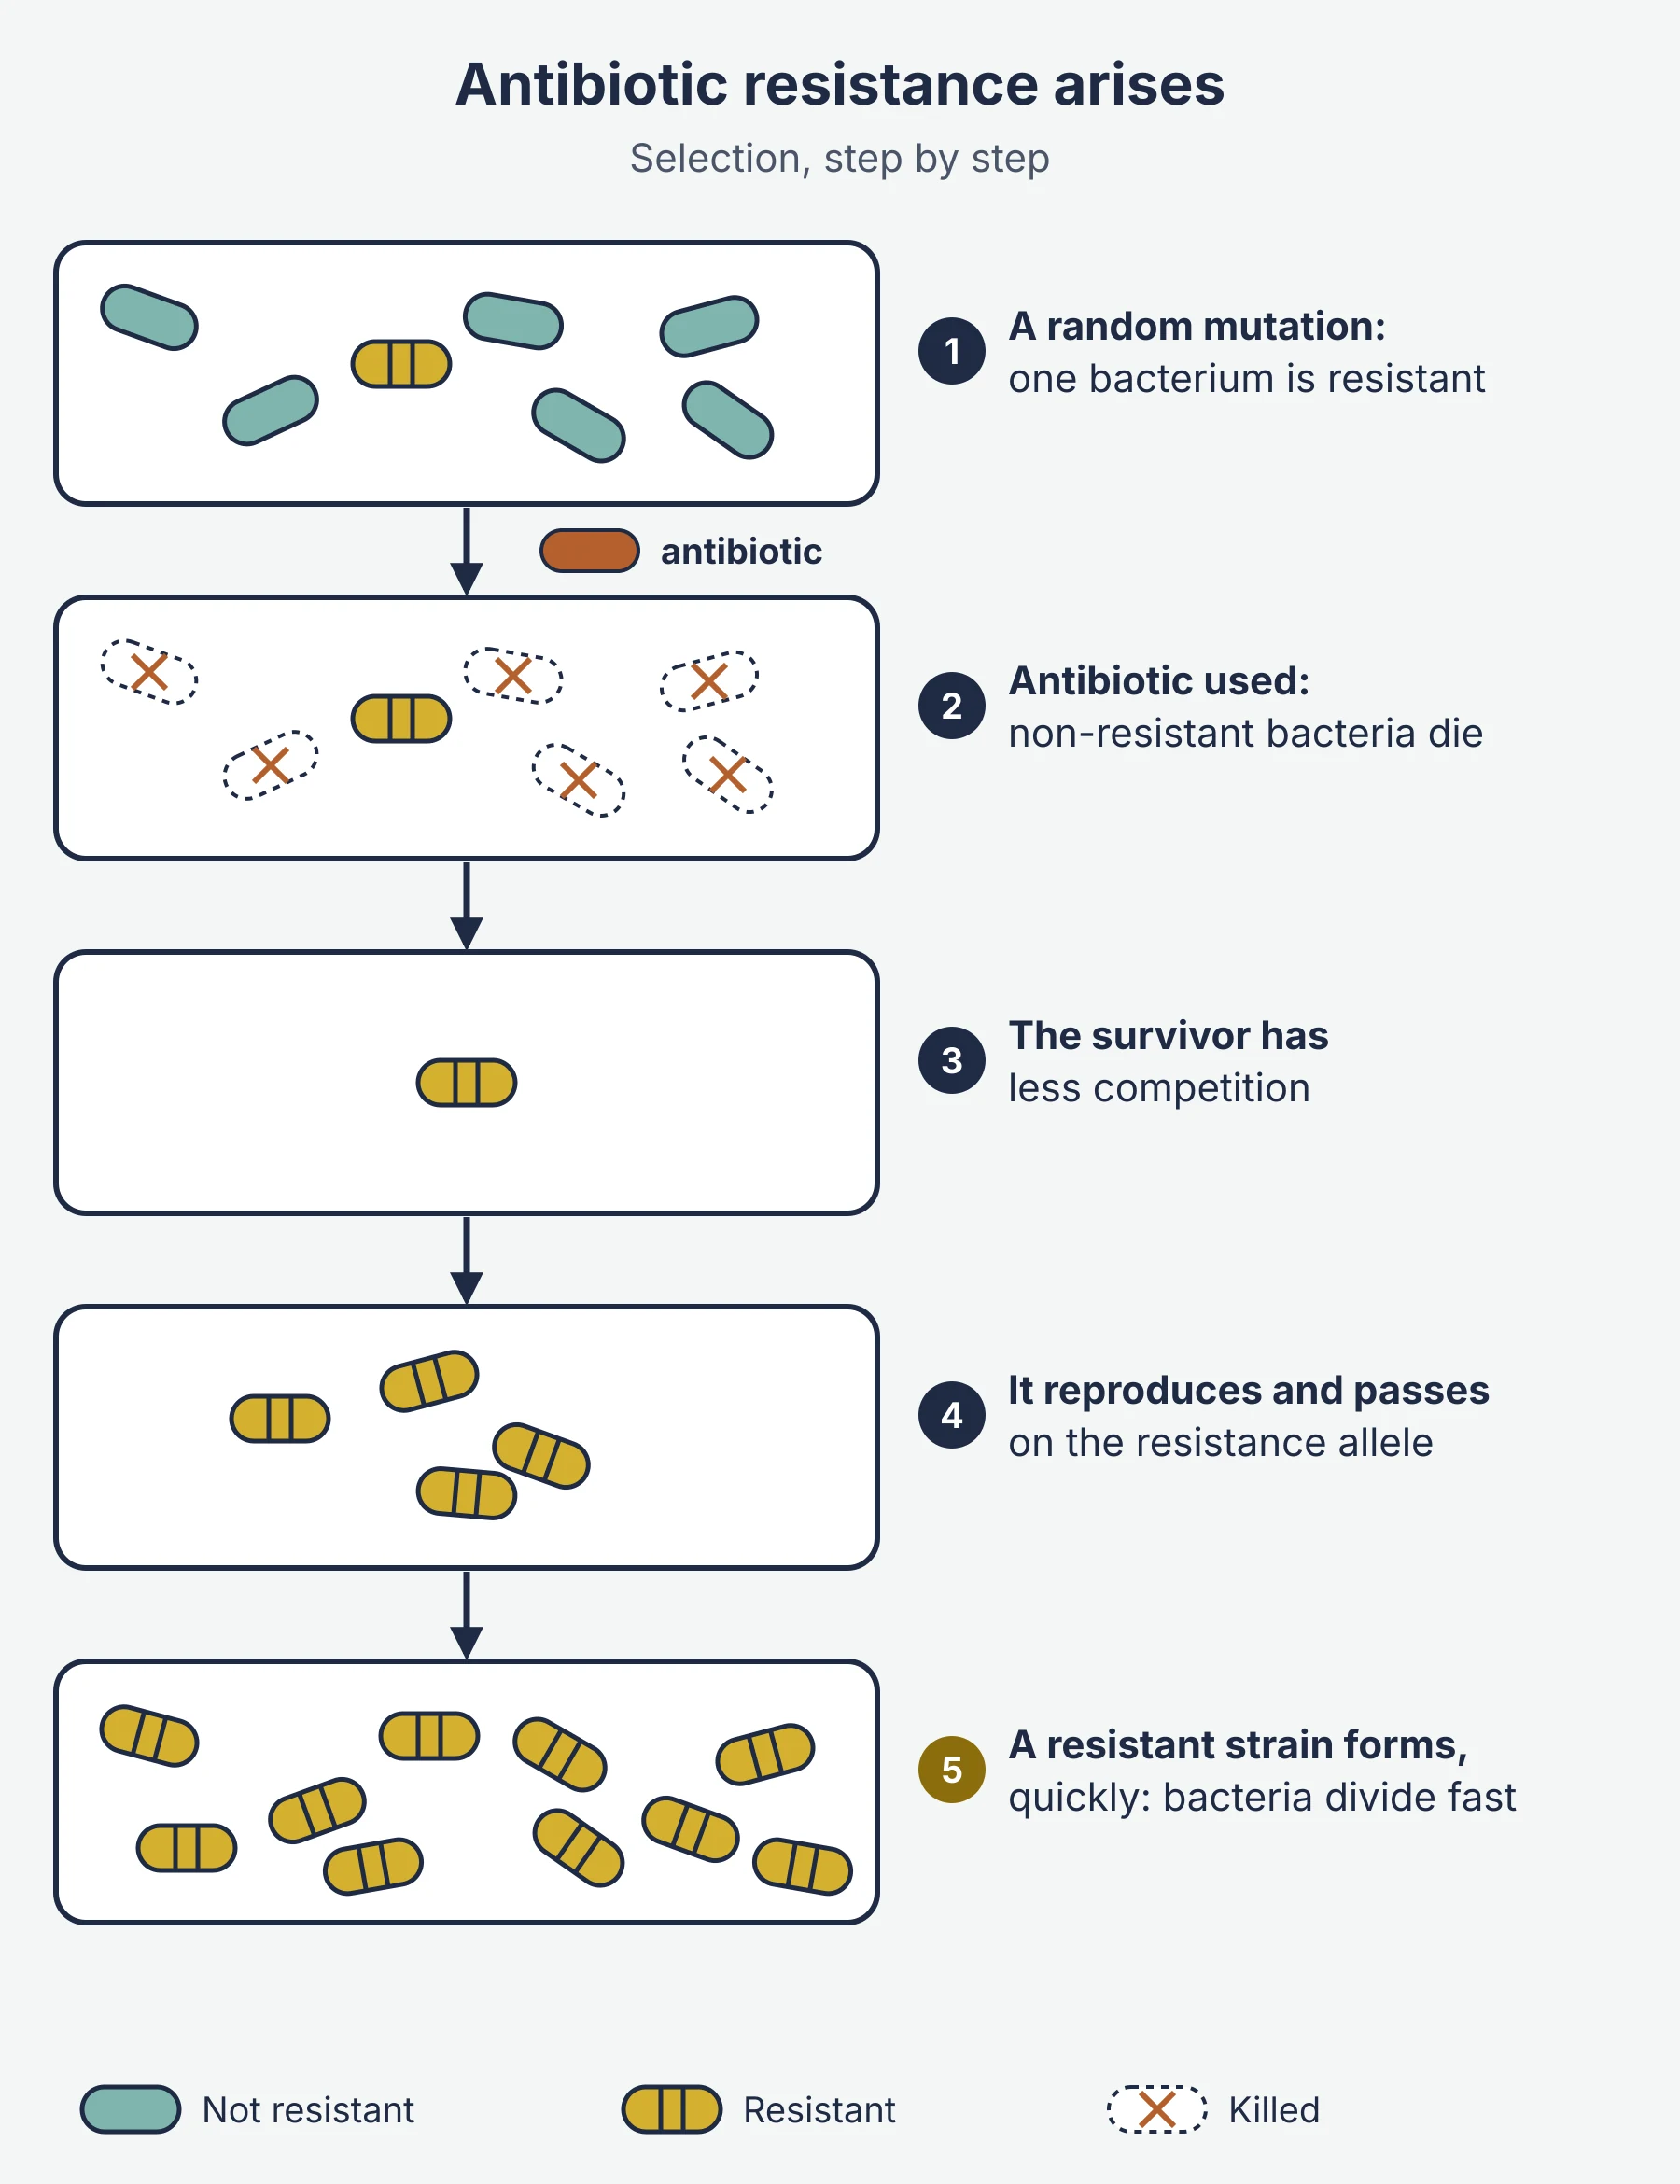 Antibiotic resistance arises
Selection, step by step
1
A random mutation:
one bacterium is resistant
antibiotic
2
Antibiotic used:
non-resistant bacteria die
3
The survivor has
less competition
4
It reproduces and passes
on the resistance allele
5
A resistant strain forms,
quickly: bacteria divide fast
Not resistant
Resistant
Killed